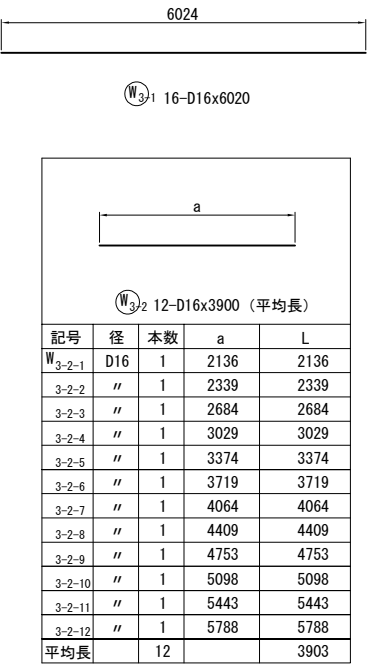 6024
W3-1 16-D16x6020
a
W3-2 12-D16x3900（平均長）
記号 径 本数 a L
W3-2-1 D16 1 2136 2136
3-2-2 〃 1 2339 2339
3-2-3 〃 1 2684 2684
3-2-4 〃 1 3029 3029
3-2-5 〃 1 3374 3374
3-2-6 〃 1 3719 3719
3-2-7 〃 1 4064 4064
3-2-8 〃 1 4409 4409
3-2-9 〃 1 4753 4753
3-2-10 〃 1 5098 5098
3-2-11 〃 1 5443 5443
3-2-12 〃 1 5788 5788
平均長 12 3903